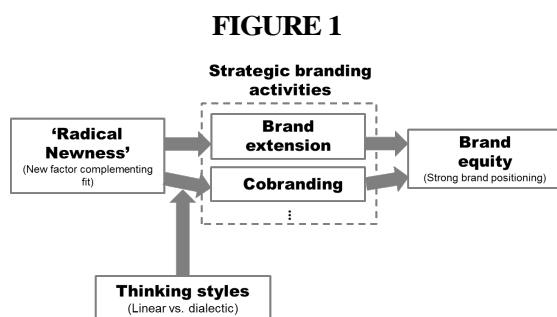 FIGURE 1
Strategic branding
activities
‘Radical
Newness’
(New factor complementing
fit)
Brand
extension
Cobranding
⋮
Brand
equity
(Strong brand positioning)
Thinking styles
(Linear vs. dialectic)